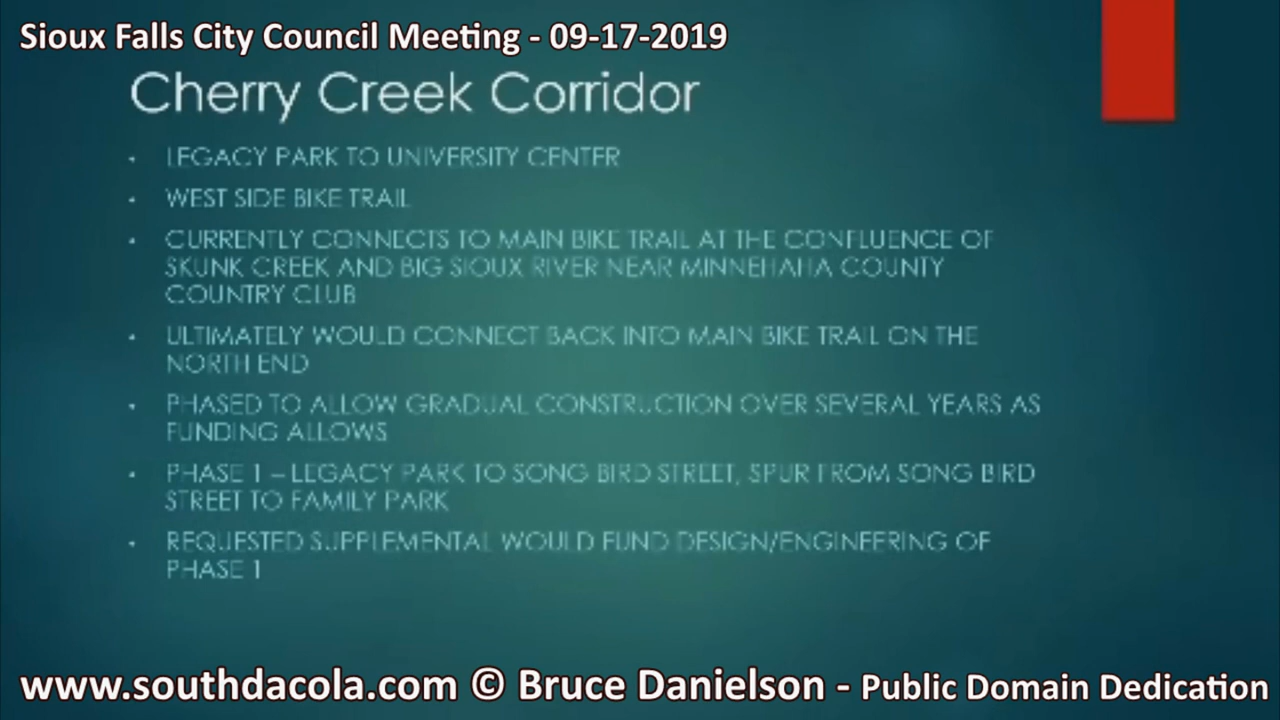 Sioux Falls City Council Meeting - 09-17-2019
Cherry Creek Corridor
• LEGACY PARK TO UNIVERSITY CENTER
• WEST SIDE BIKE TRAIL
• CURRENTLY CONNECTS TO MAIN BIKE TRAIL AT THE CONFLUENCE OF
SKUNK CREEK AND BIG SIOUX RIVER NEAR MINNEHAHA COUNTY
COUNTRY CLUB
• ULTIMATELY WOULD CONNECT BACK INTO MAIN BIKE TRAIL ON THE
NORTH END
• PHASED TO ALLOW GRADUAL CONSTRUCTION OVER SEVERAL YEARS AS
FUNDING ALLOWS
• PHASE 1 – LEGACY PARK TO SONG BIRD STREET, SPUR FROM SONG BIRD
STREET TO FAMILY PARK
• REQUESTED SUPPLEMENTAL WOULD FUND DESIGN/ENGINEERING OF
PHASE 1
www.southdacola.com © Bruce Danielson - Public Domain Dedication